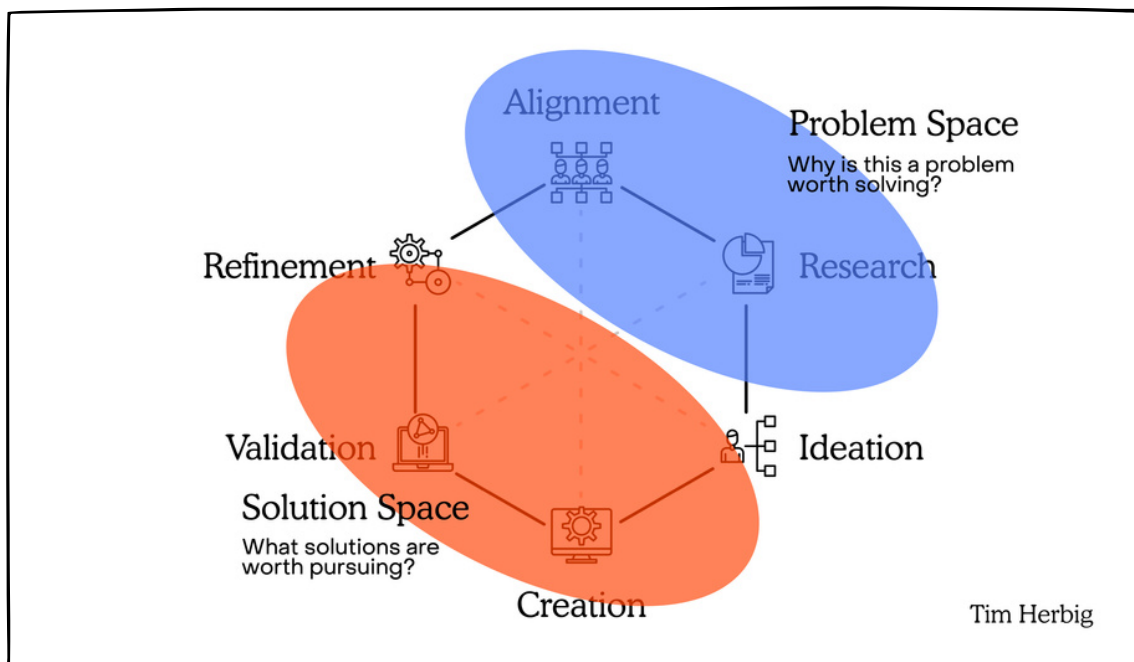 Alignment
Problem Space
Why is this a problem
worth solving?
Refinement
Research
Validation
Ideation
Solution Space
What solutions are
worth pursuing?
Creation
Tim Herbig